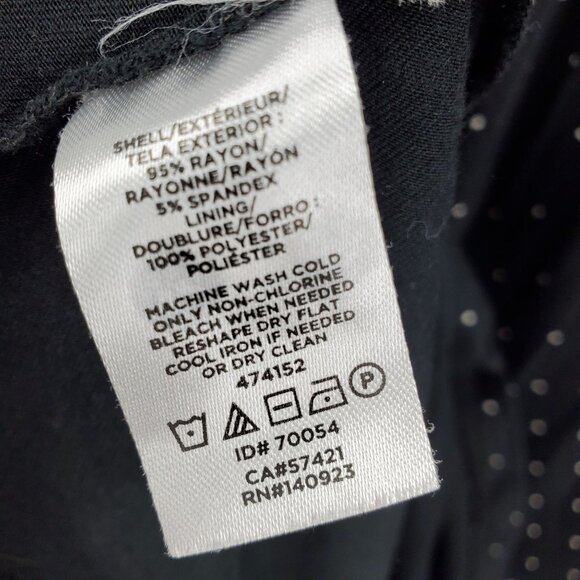 SHELL/EXTÉRIEUR/
TELA EXTERIOR :
95% RAYON/
RAYONNE/RAYON
5% SPANDEX
LINING/
DOUBLURE/FORRO :
100% POLYESTER/
POLIÉSTER
MACHINE WASH COLD
ONLY NON-CHLORINE
BLEACH WHEN NEEDED
RESHAPE DRY FLAT
COOL IRON IF NEEDED
OR DRY CLEAN
474152
P
ID# 70054
CA#57421
RN#140923